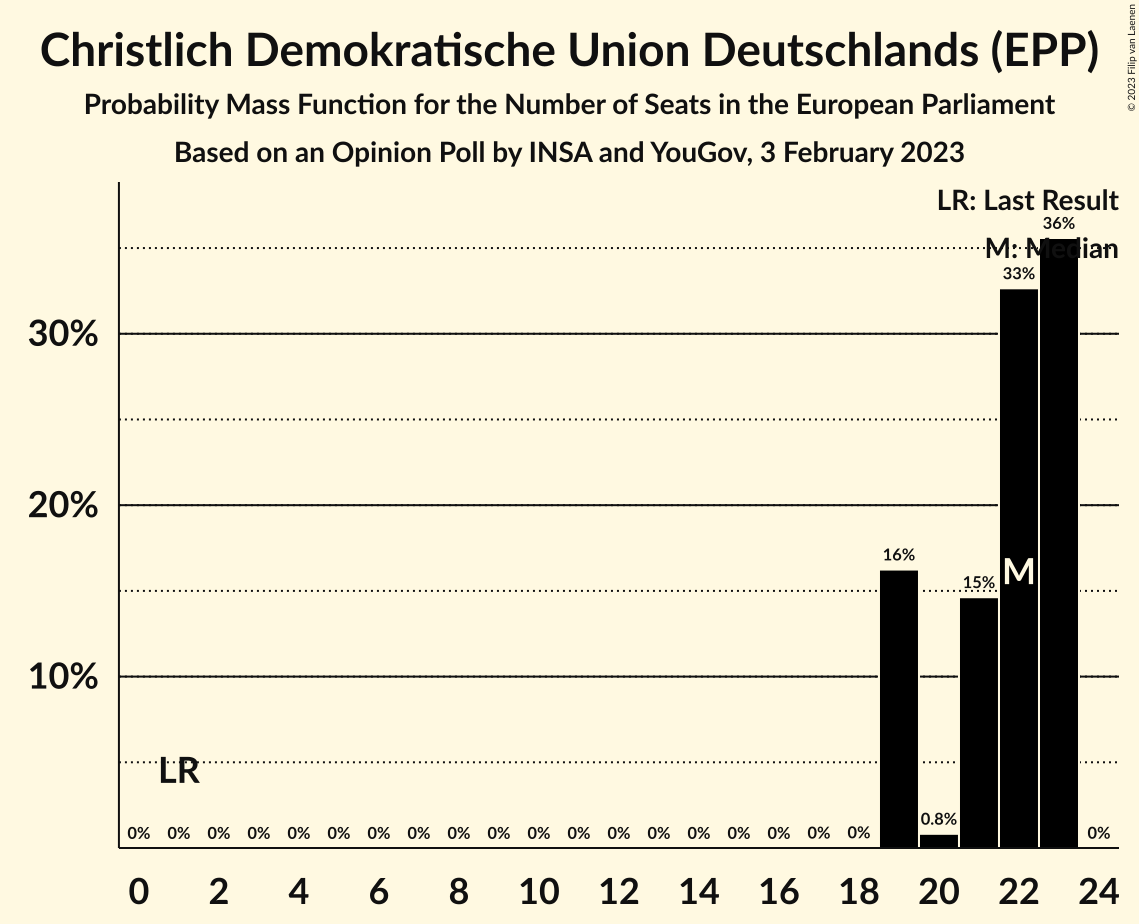 Christlich Demokratische Union Deutschlands (EPP)
Probability Mass Function for the Number of Seats in the European Parliament
Based on an Opinion Poll by INSA and YouGov, 3 February 2023
© 2023 Filip van Laenen
LR: Last Result
M: Median
36%
33%
30%
20%
16%
15%
M
10%
LR
0.8%
0% 0% 0% 0% 0% 0% 0% 0% 0% 0% 0% 0% 0% 0% 0% 0% 0% 0% 0% 0%
0 2 4 6 8 10 12 14 16 18 20 22 24